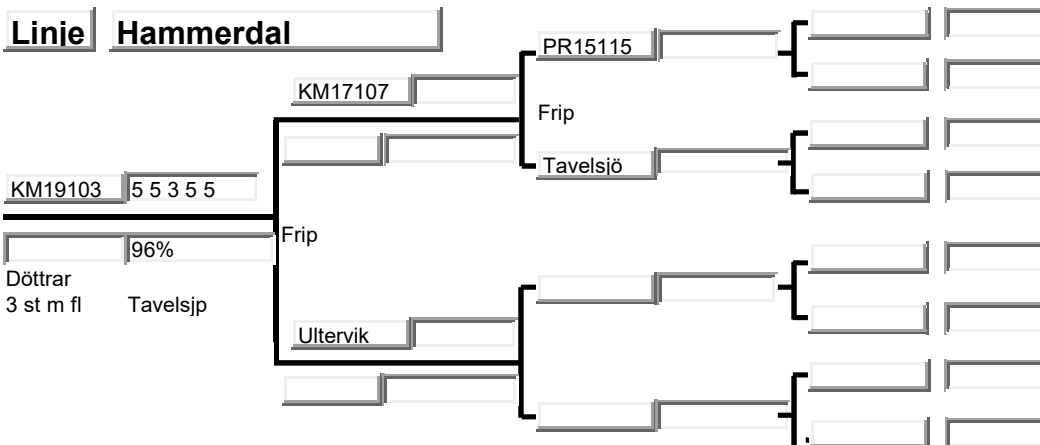 Linje Hammerdal
PR15115
KM17107
Frip
Tavelsjö
KM19103 5 5 3 5 5
Frip
96%
Döttrar
3 st m fl Tavelsjp
Ultervik